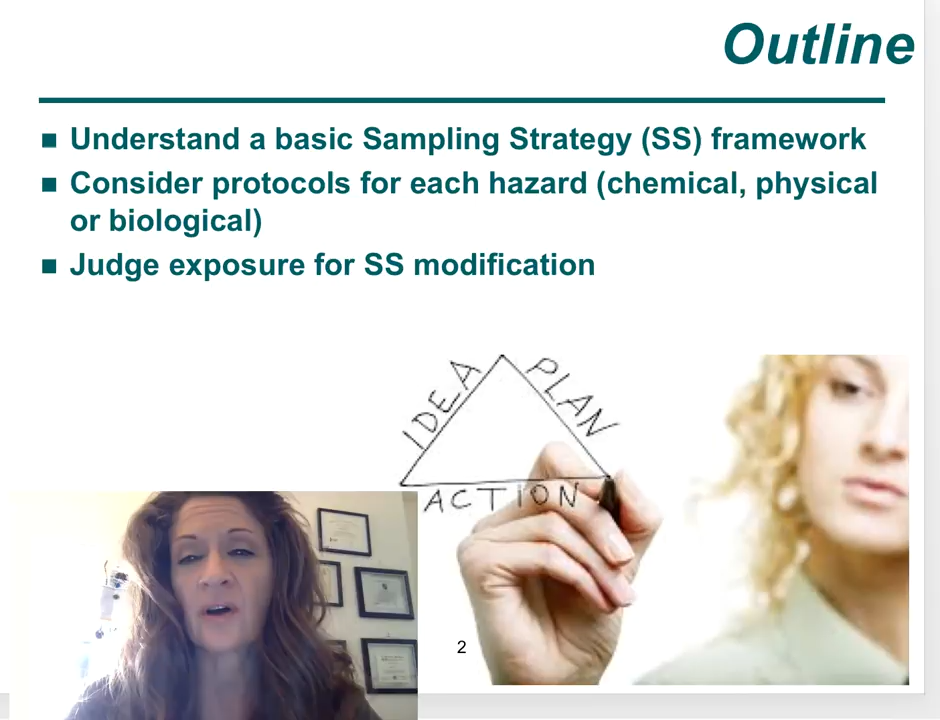 Outline
■ Understand a basic Sampling Strategy (SS) framework
■ Consider protocols for each hazard (chemical, physical
or biological)
■ Judge exposure for SS modification
IDEA
PLAN
ACTION
2